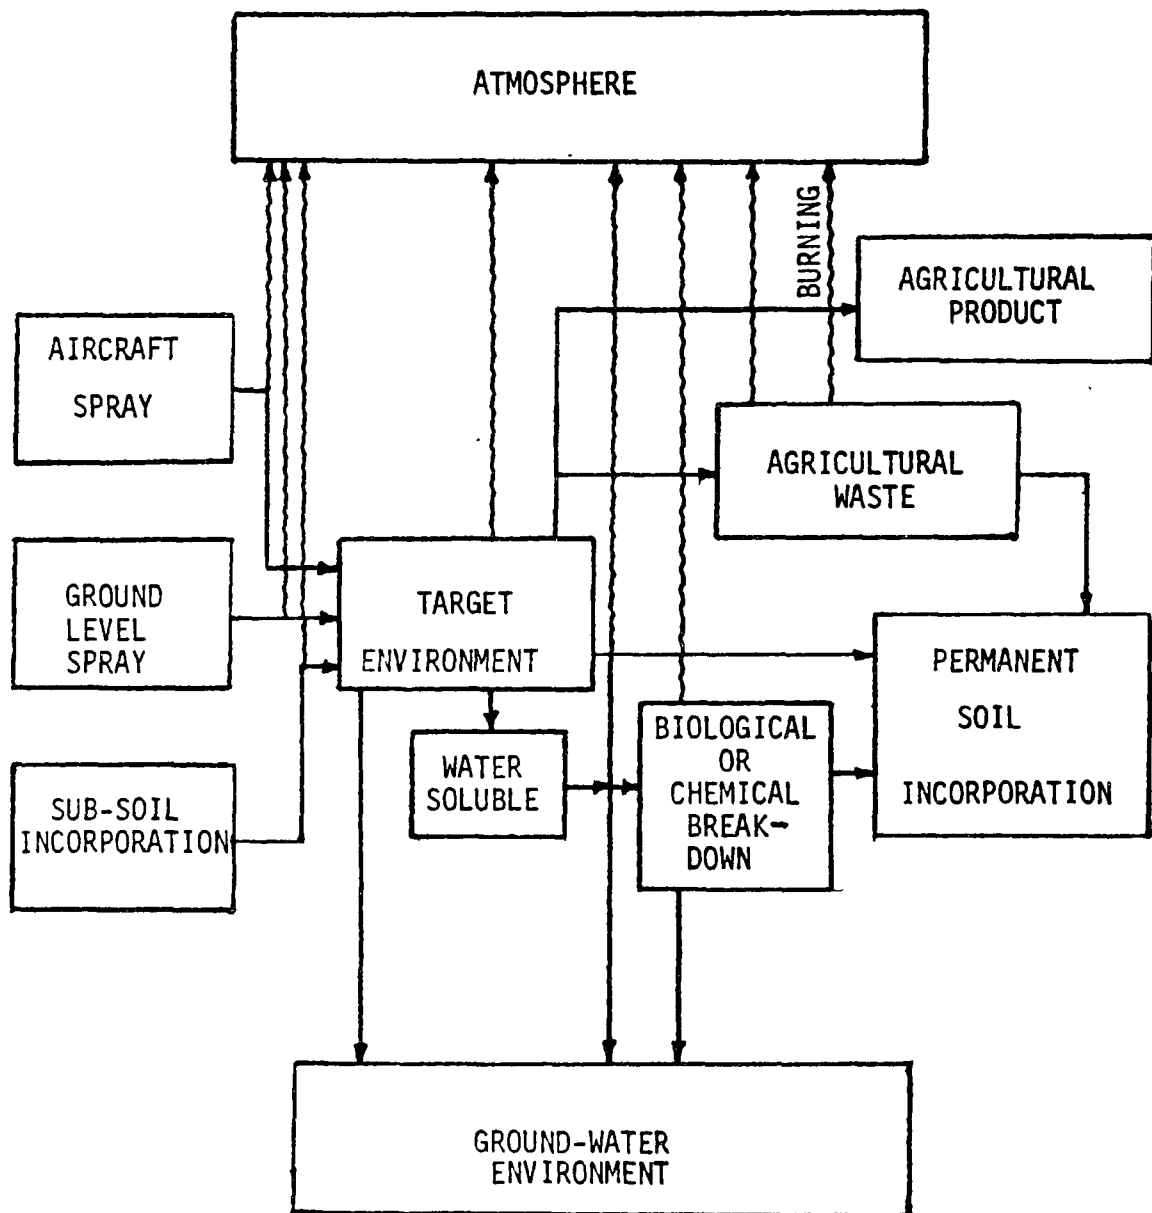 ATMOSPHERE
BURNING
AGRICULTURAL
PRODUCT
AIRCRAFT
SPRAY
AGRICULTURAL
WASTE
GROUND
LEVEL
SPRAY
TARGET
ENVIRONMENT
PERMANENT
SOIL
INCORPORATION
WATER
SOLUBLE
BIOLOGICAL
OR
CHEMICAL
BREAK-
DOWN
SUB-SOIL
INCORPORATION
GROUND-WATER
ENVIRONMENT